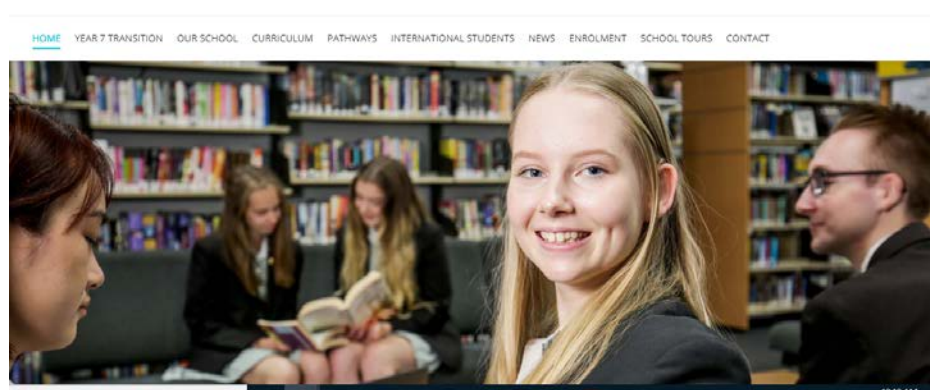 HOME YEAR 7 TRANSITION OUR SCHOOL CURRICULUM PATHWAYS INTERNATIONAL STUDENTS NEWS ENROLMENT SCHOOL TOURS CONTACT